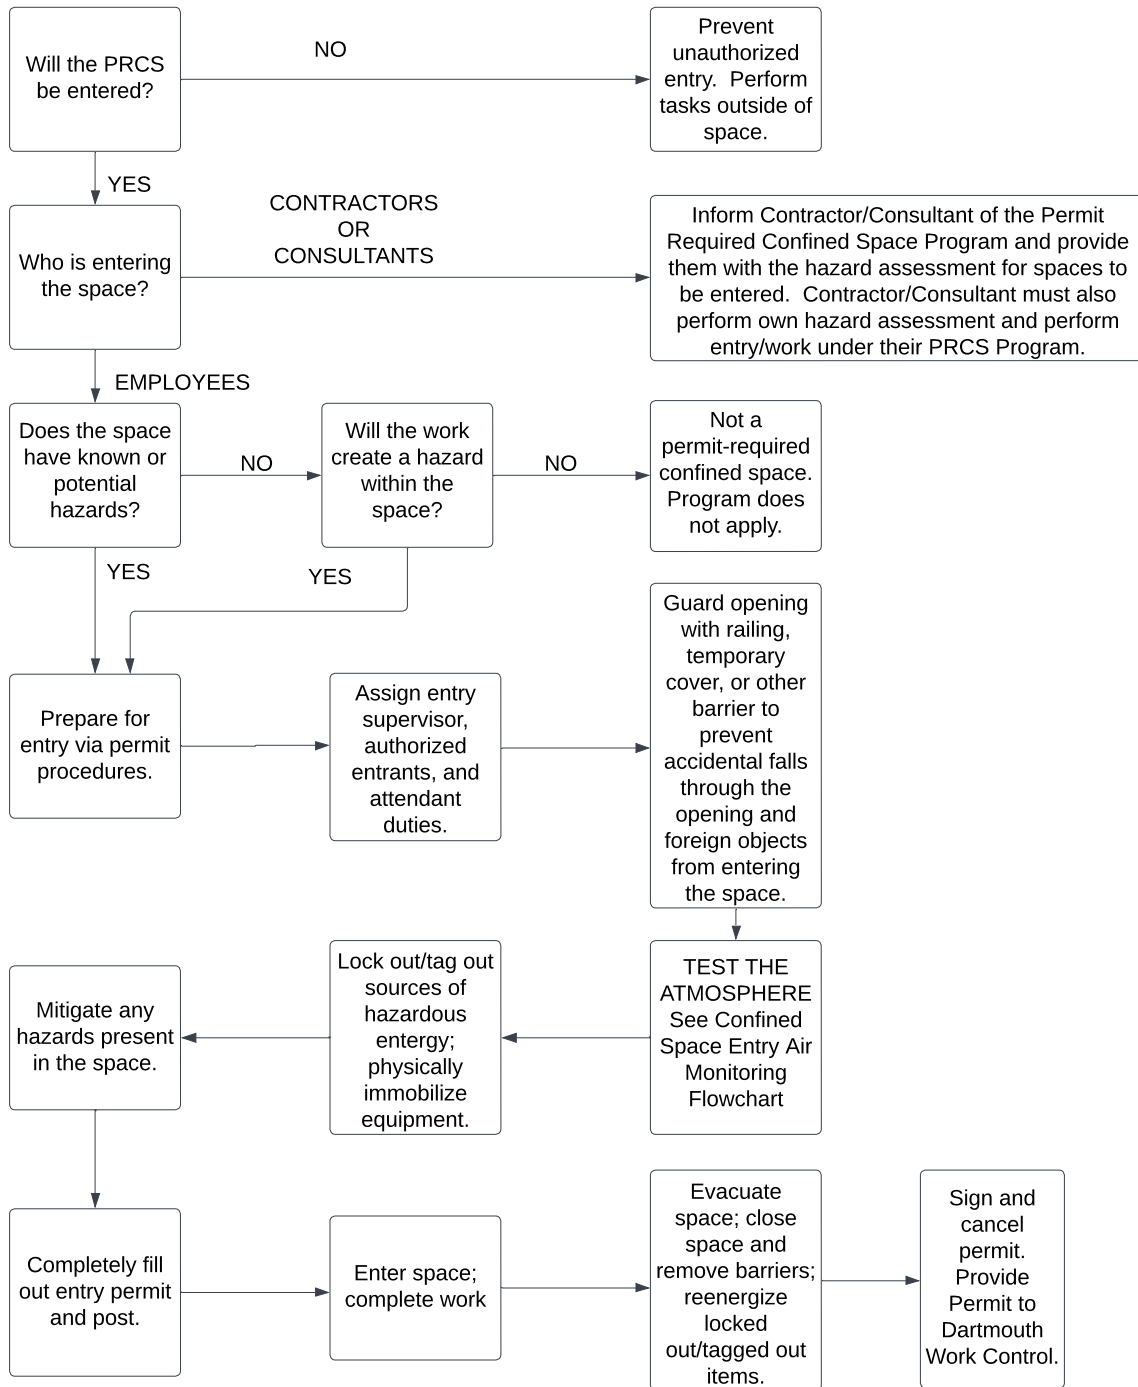 Will the PRCS
be entered?
NO
Prevent
unauthorized
entry.  Perform
tasks outside of
space.
YES
Who is entering
the space?
CONTRACTORS
OR
CONSULTANTS
Inform Contractor/Consultant of the Permit
Required Confined Space Program and provide
them with the hazard assessment for spaces to
be entered.  Contractor/Consultant must also
perform own hazard assessment and perform
entry/work under their PRCS Program.
EMPLOYEES
Does the space
have known or
potential
hazards?
NO
Will the work
create a hazard
within the
space?
NO
Not a
permit-required
confined space.
Program does
not apply.
YES
YES
Prepare for
entry via permit
procedures.
Assign entry
supervisor,
authorized
entrants, and
attendant
duties.
Guard opening
with railing,
temporary
cover, or other
barrier to
prevent
accidental falls
through the
opening and
foreign objects
from entering
the space.
TEST THE
ATMOSPHERE
See Confined
Space Entry Air
Monitoring
Flowchart
Lock out/tag out
sources of
hazardous
entergy;
physically
immobilize
equipment.
Mitigate any
hazards present
in the space.
Completely fill
out entry permit
and post.
Enter space;
complete work
Evacuate
space; close
space and
remove barriers;
reenergize
locked
out/tagged out
items.
Sign and
cancel
permit.
Provide
Permit to
Dartmouth
Work Control.